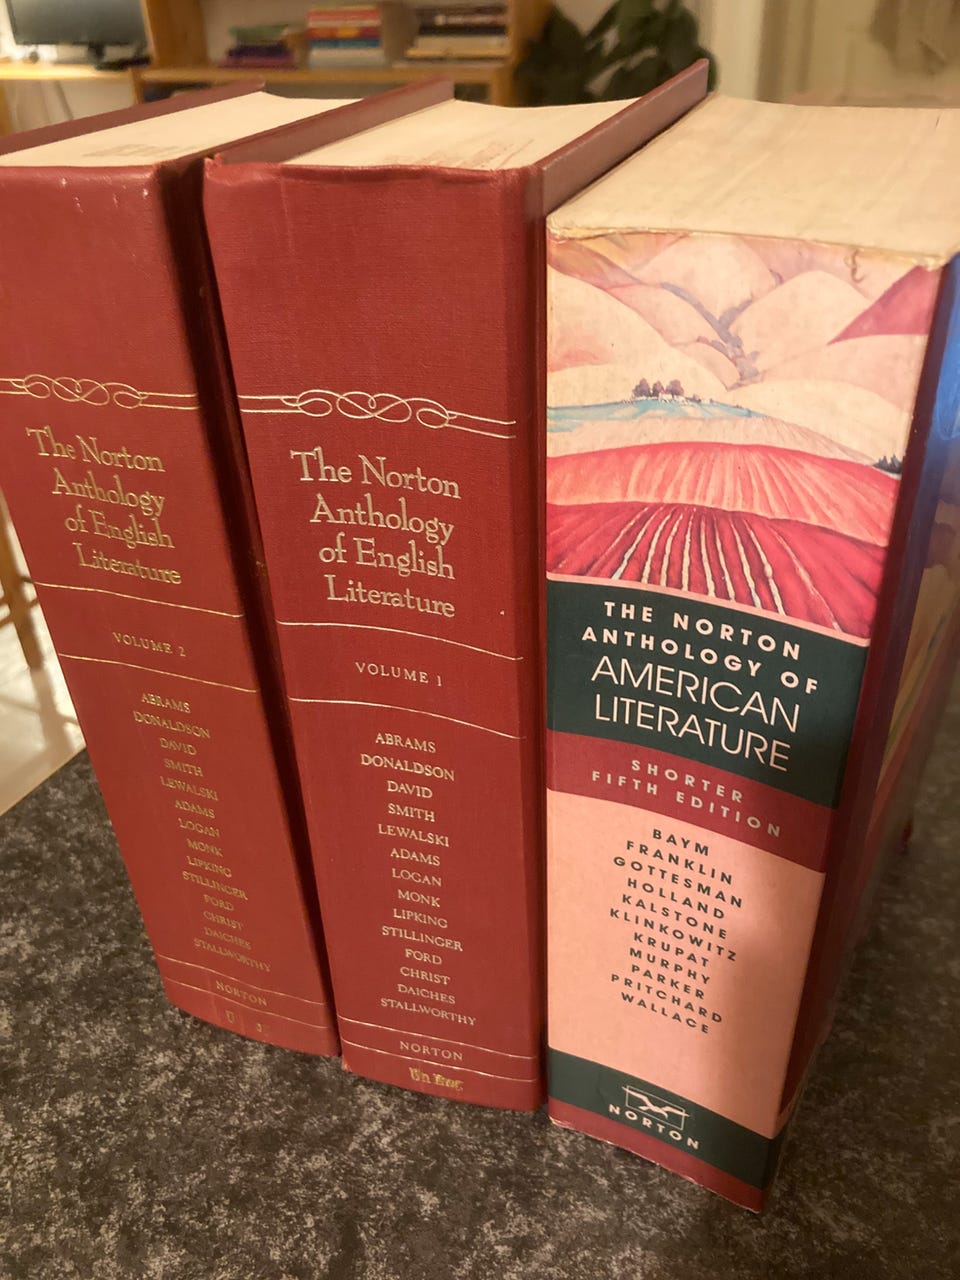 The Norton
Anthology
of English
Literature
VOLUME 2
ABRAMS
DONALDSON
DAVID
SMITH
LEWALSKI
ADAMS
LOGAN
MONK
LIPKING
STILLINGER
FORD
CHRIST
DAICHES
STALLWORTHY
NORTON
The Norton
Anthology
of English
Literature
VOLUME 1
ABRAMS
DONALDSON
DAVID
SMITH
LEWALSKI
ADAMS
LOGAN
MONK
LIPKING
STILLINGER
FORD
CHRIST
DAICHES
STALLWORTHY
NORTON
THE NORTON
ANTHOLOGY OF
AMERICAN
LITERATURE
SHORTER
FIFTH EDITION
BAYM
FRANKLIN
GOTTESMAN
HOLLAND
KALSTONE
KLINKOWITZ
KRUPAT
MURPHY
PARKER
PRITCHARD
WALLACE
NORTON